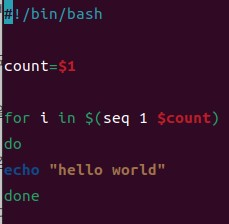 #!/bin/bash
count=$1
for i in $(seq 1 $count)
do
echo "hello world"
done